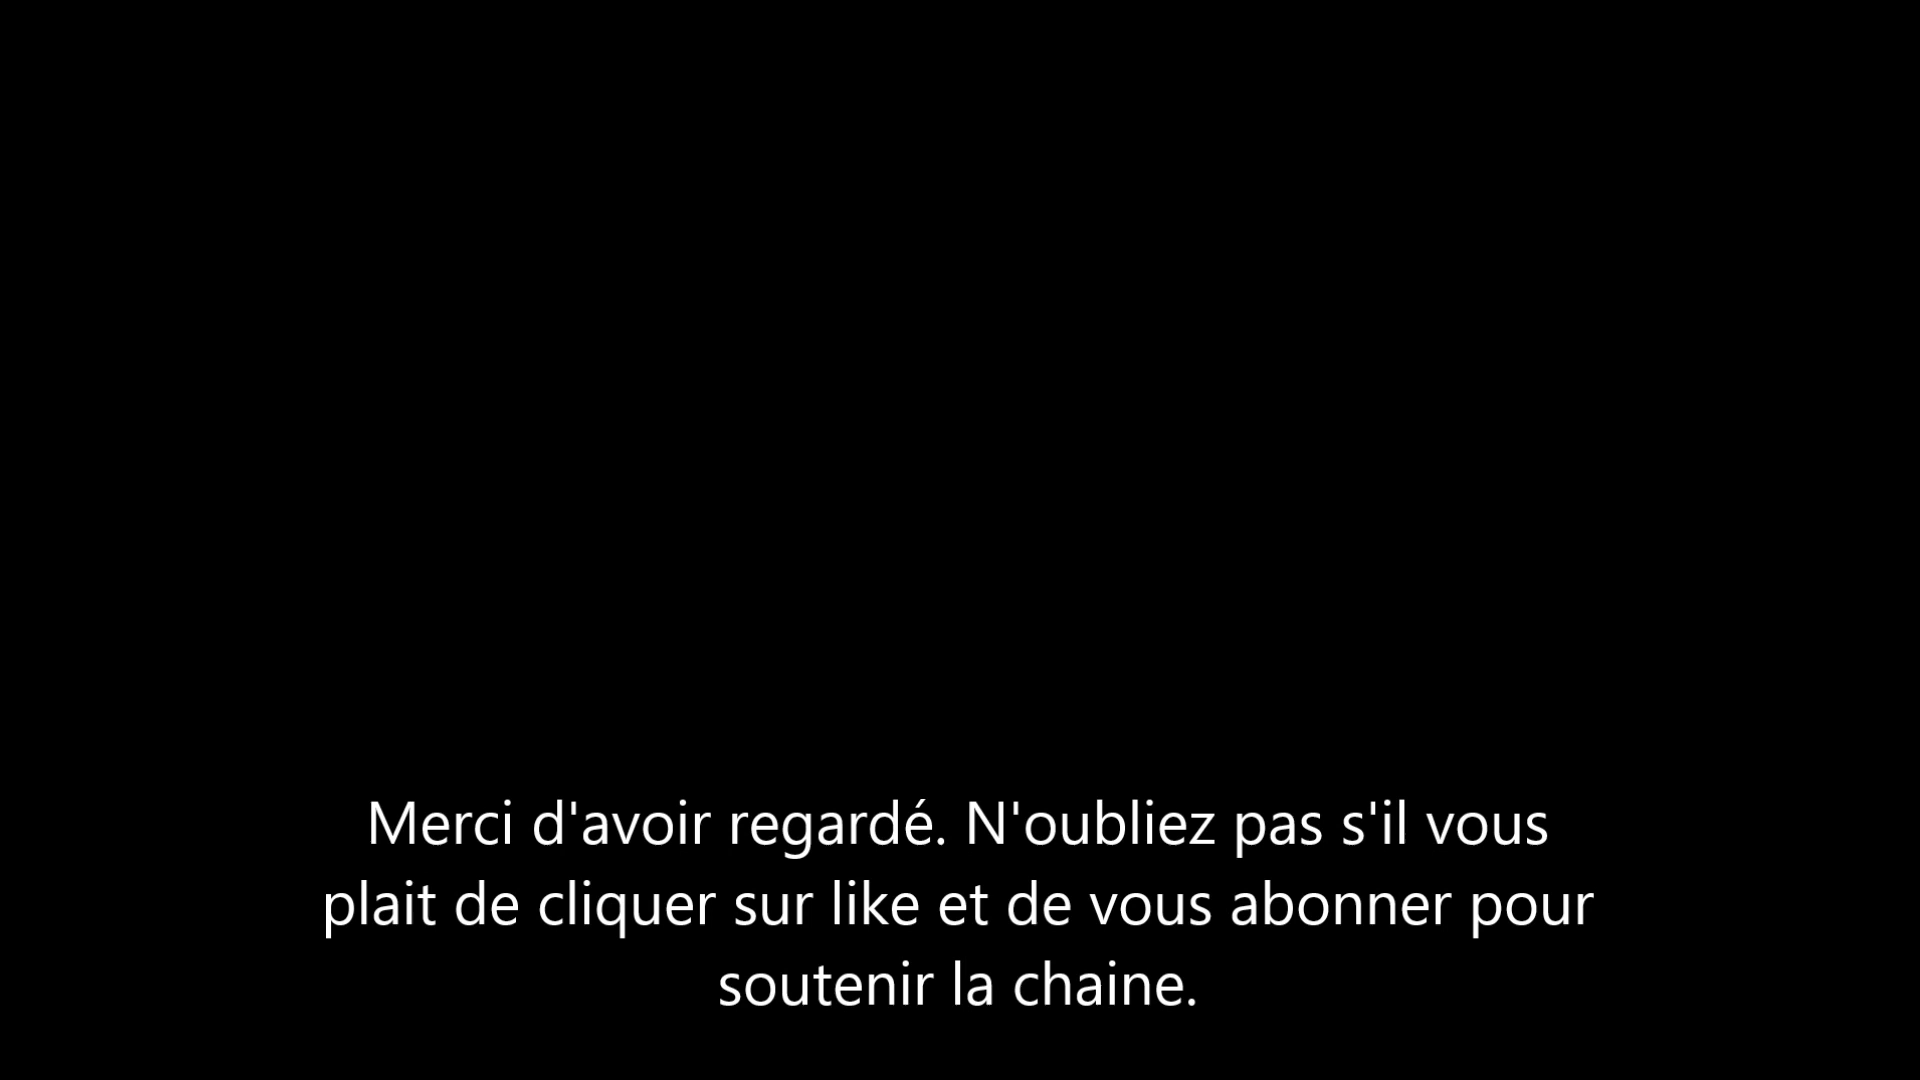 Merci d'avoir regardé. N'oubliez pas s'il vous
plait de cliquer sur like et de vous abonner pour
soutenir la chaine.